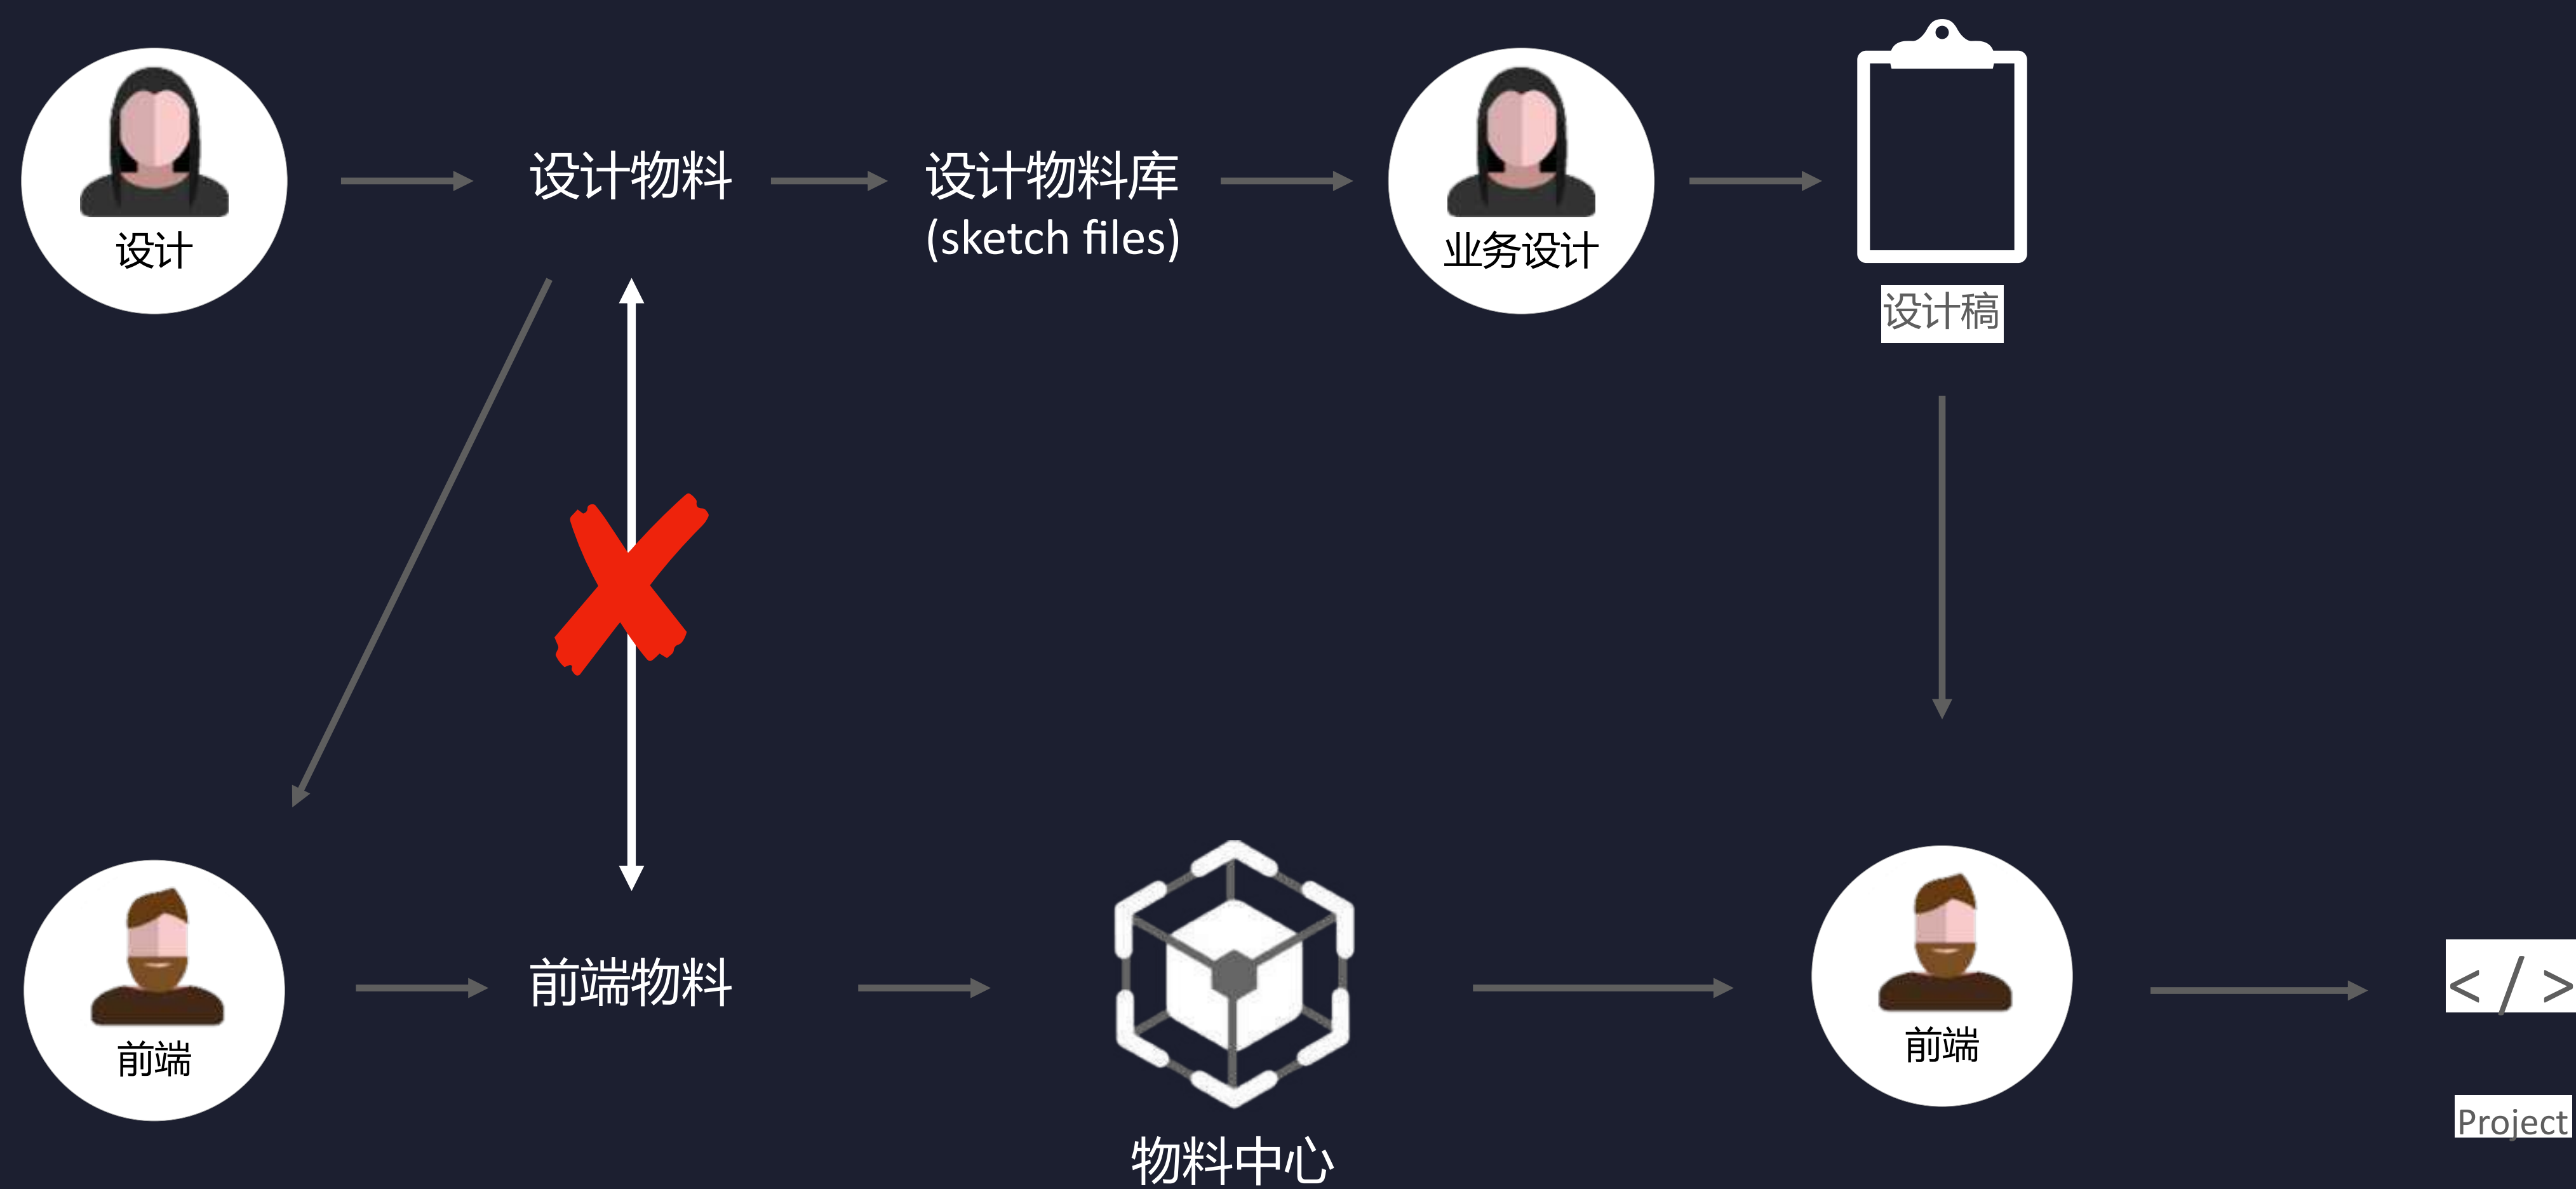 设计
设计物料
设计物料库
(sketch files)
业务设计
设计稿
前端
前端物料
物料中心
前端
< / >
Project